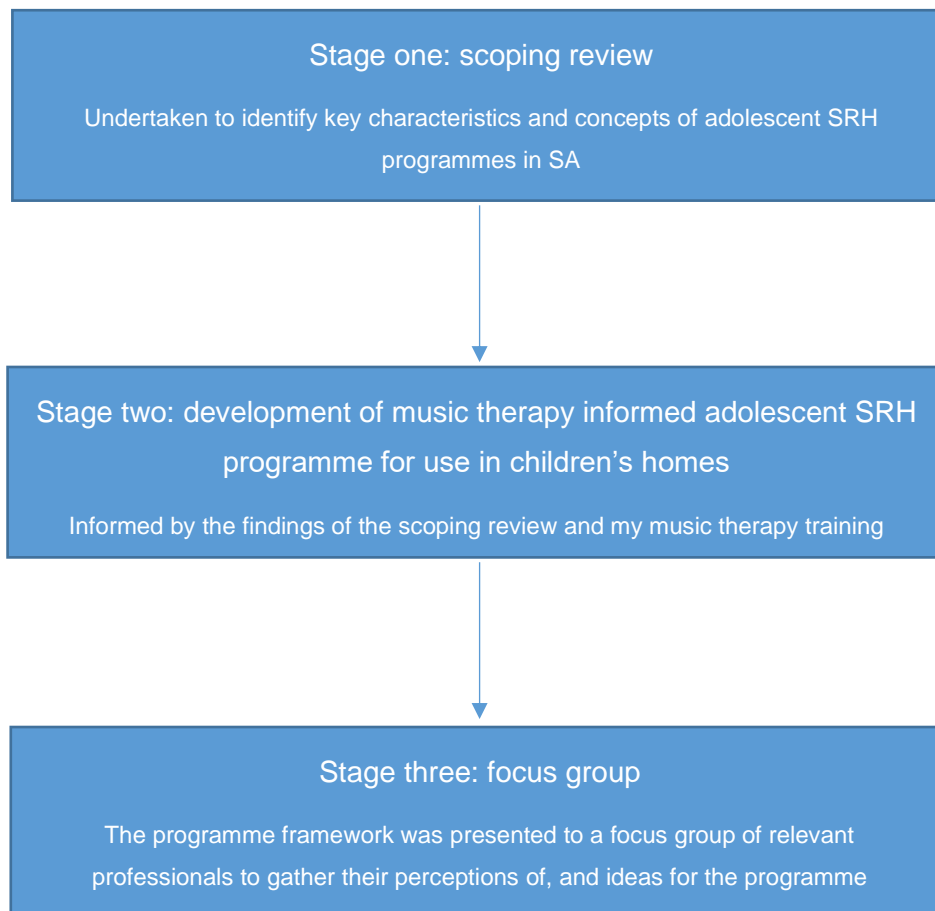 Stage one: scoping review
Undertaken to identify key characteristics and concepts of adolescent SRH
programmes in SA
Stage two: development of music therapy informed adolescent SRH
programme for use in children’s homes
Informed by the findings of the scoping review and my music therapy training
Stage three: focus group
The programme framework was presented to a focus group of relevant
professionals to gather their perceptions of, and ideas for the programme